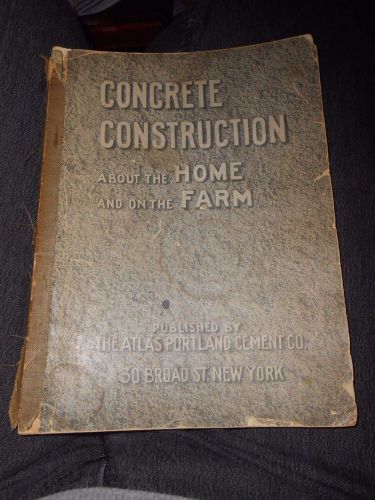 CONCRETE
CONSTRUCTION
ABOUT THE HOME
AND ON THE FARM
PUBLISHED BY
THE ATLAS PORTLAND CEMENT CO.
30 BROAD ST. NEW YORK